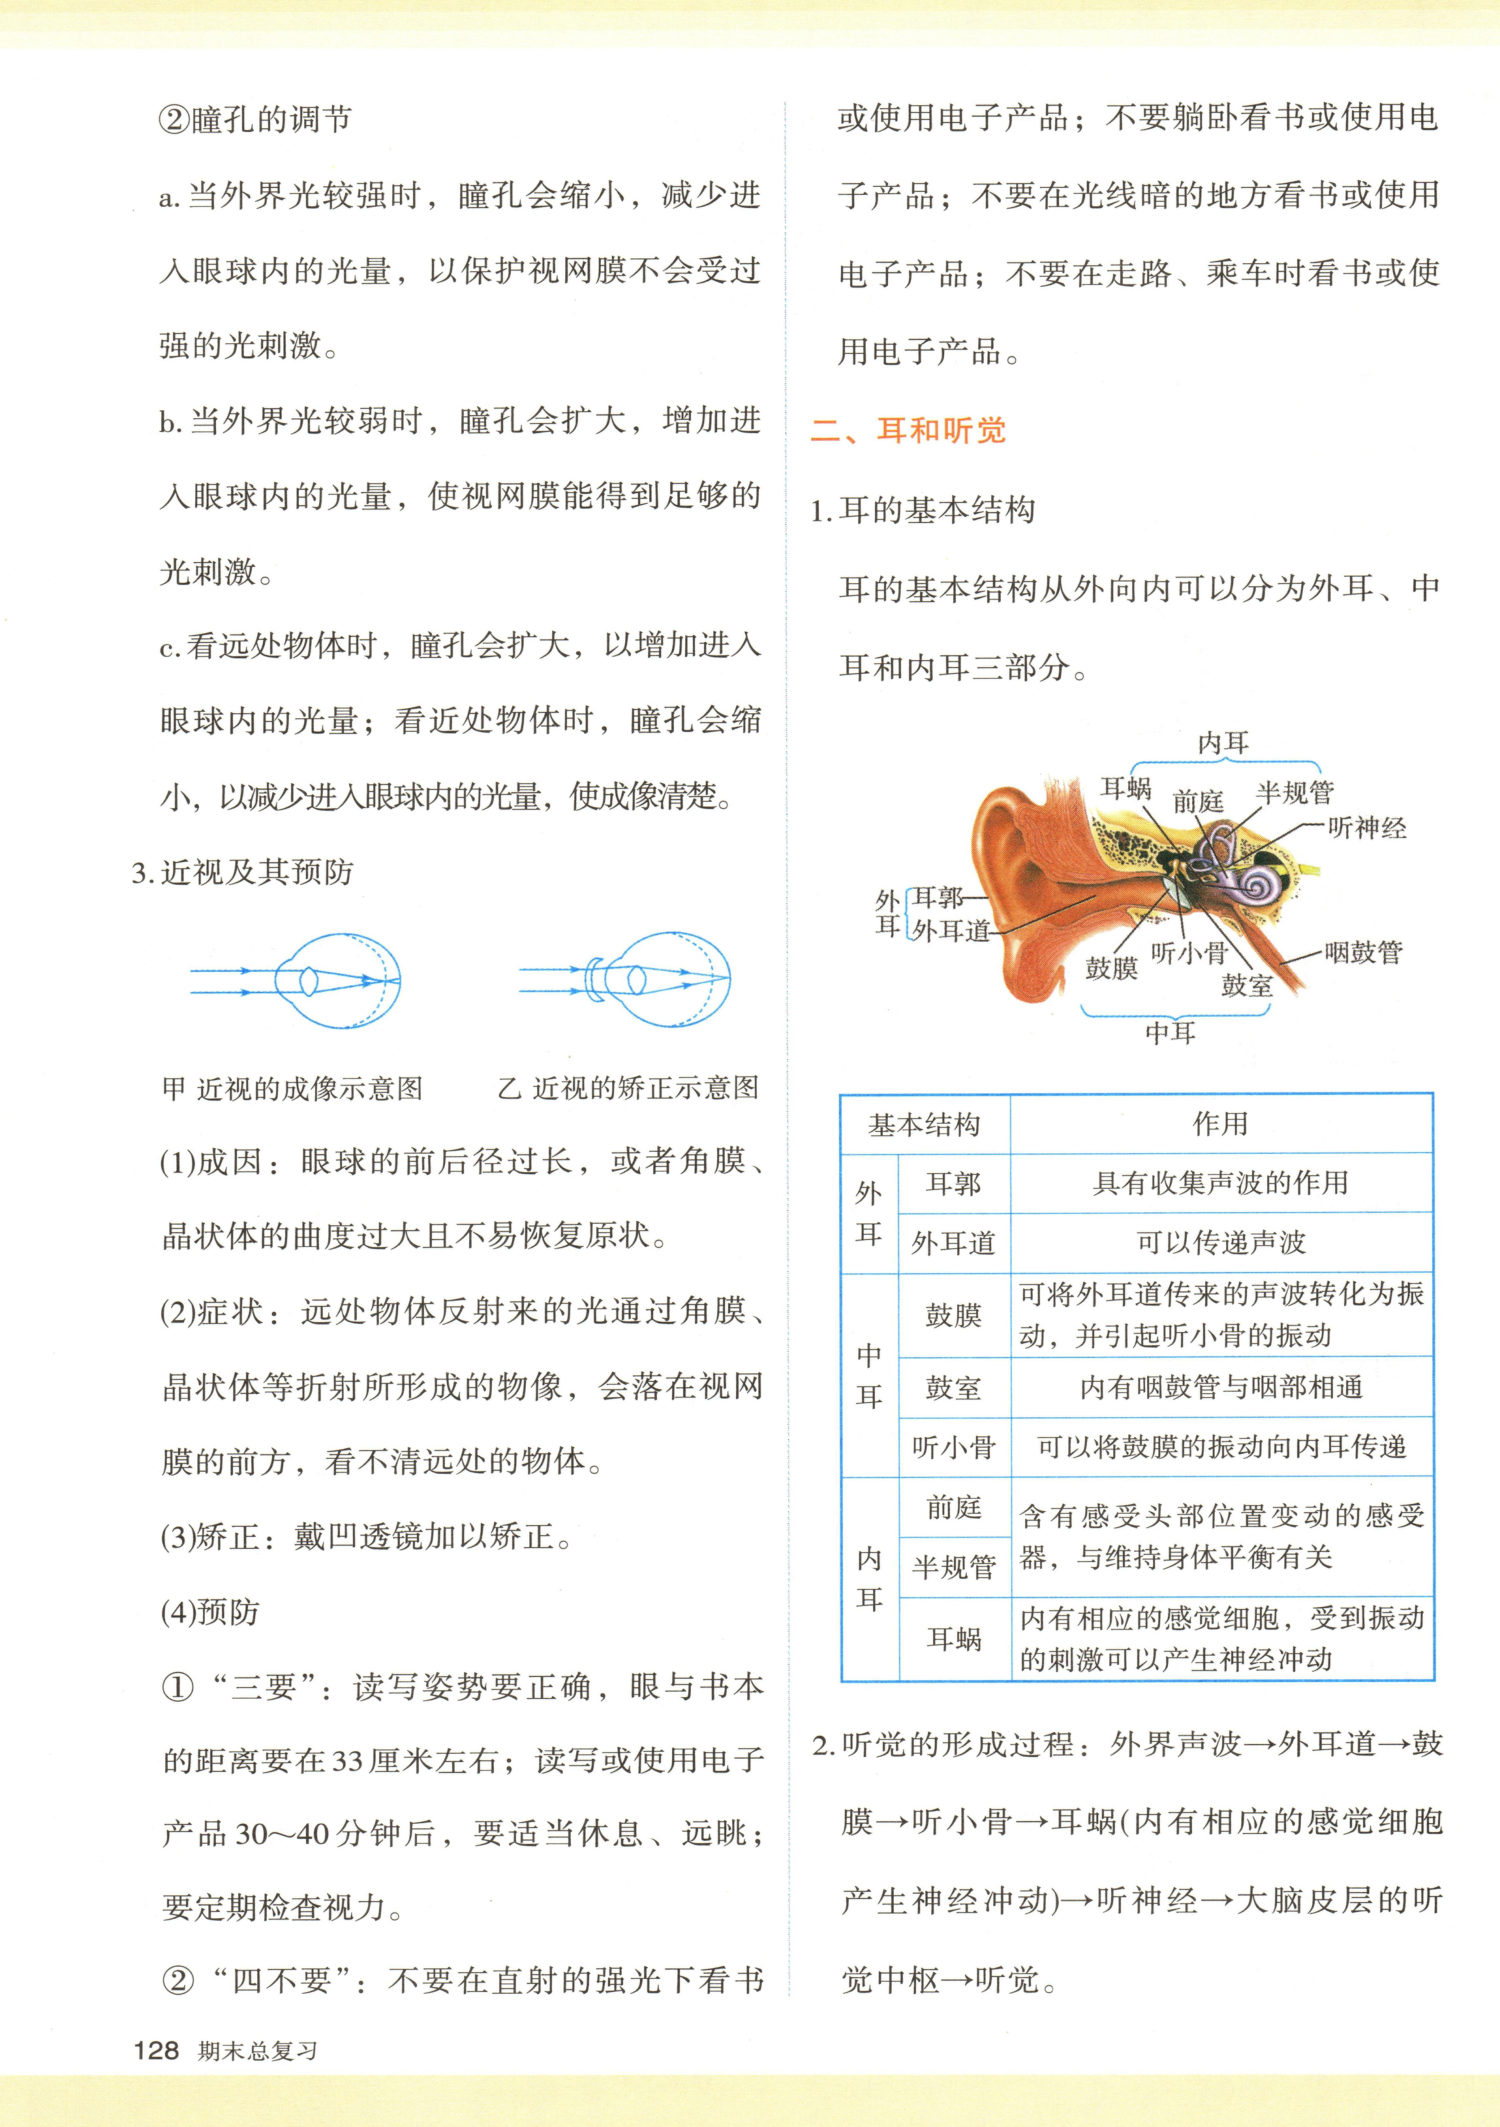 ②瞳孔的调节
a. 当外界光较强时，瞳孔会缩小，减少进
入眼球内的光量，以保护视网膜不会受过
强的光刺激。
b. 当外界光较弱时，瞳孔会扩大，增加进
入眼球内的光量，使视网膜能得到足够的
光刺激。
c. 看远处物体时，瞳孔会扩大，以增加进入
眼球内的光量；看近处物体时，瞳孔会缩
小，以减少进入眼球内的光量，使成像清楚。
3. 近视及其预防
甲 近视的成像示意图
乙 近视的矫正示意图
(1)成因：眼球的前后径过长，或者角膜、
晶状体的曲度过大且不易恢复原状。
(2)症状：远处物体反射来的光通过角膜、
晶状体等折射所形成的物像，会落在视网
膜的前方，看不清远处的物体。
(3)矫正：戴凹透镜加以矫正。
(4)预防
①“三要”：读写姿势要正确，眼与书本
的距离要在33厘米左右；读写或使用电子
产品30～40分钟后，要适当休息、远眺；
要定期检查视力。
②“四不要”：不要在直射的强光下看书
或使用电子产品；不要躺卧看书或使用电
子产品；不要在光线暗的地方看书或使用
电子产品；不要在走路、乘车时看书或使
用电子产品。
二、耳和听觉
1. 耳的基本结构
耳的基本结构从外向内可以分为外耳、中
耳和内耳三部分。
内耳
耳蜗
前庭
半规管
听神经
外耳
耳郭
外耳道
鼓膜
听小骨
鼓室
咽鼓管
中耳
基本结构 作用
外耳
耳郭 具有收集声波的作用
外耳道 可以传递声波
中耳
鼓膜 可将外耳道传来的声波转化为振
动，并引起听小骨的振动
鼓室 内有咽鼓管与咽部相通
听小骨 可以将鼓膜的振动向内耳传递
内耳
前庭
半规管
含有感受头部位置变动的感受
器，与维持身体平衡有关
耳蜗 内有相应的感觉细胞，受到振动
的刺激可以产生神经冲动
2. 听觉的形成过程：外界声波→外耳道→鼓
膜→听小骨→耳蜗(内有相应的感觉细胞
产生神经冲动)→听神经→大脑皮层的听
觉中枢→听觉。
128 期末总复习